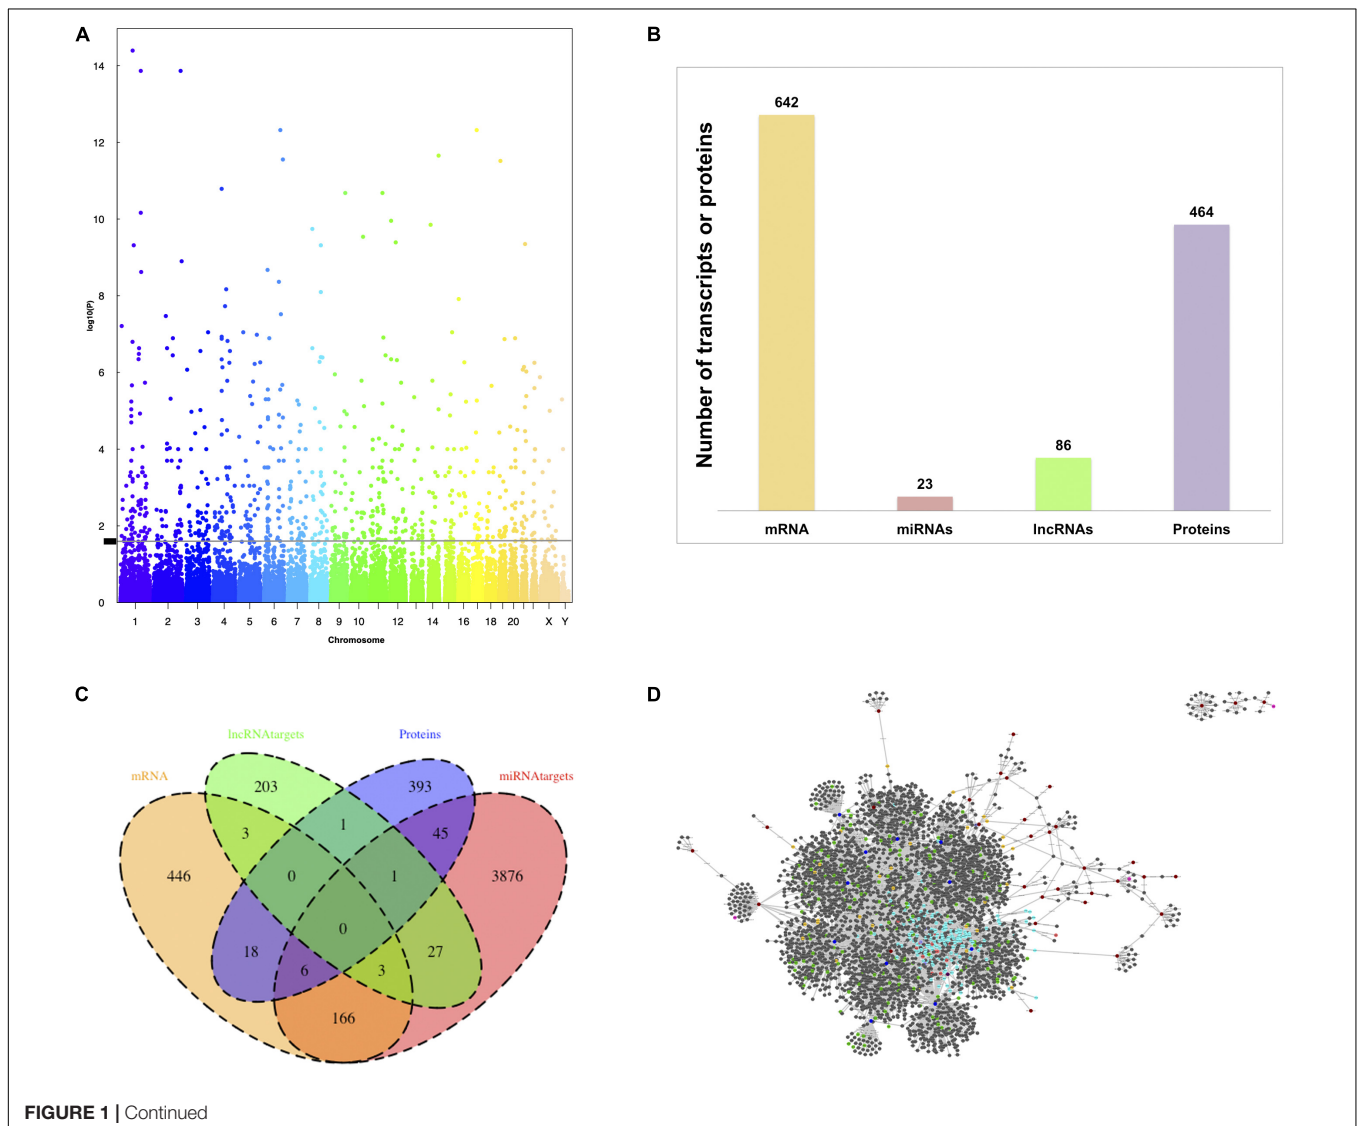 A
14
12
10
8
6
4
2
0
log10(P)
1 2 3 4 5 6 7 8 9 10 12 14 16 18 20 X Y
Chromosome
B
Number of transcripts or proteins
642
23
86
464
mRNA miRNAs lncRNAs Proteins
C
lncRNAtargets Proteins
mRNA miRNAtargets
203 393
3 1 45
446 0 1 3876
0
18 6 3 27
166
D
FIGURE 1 | Continued